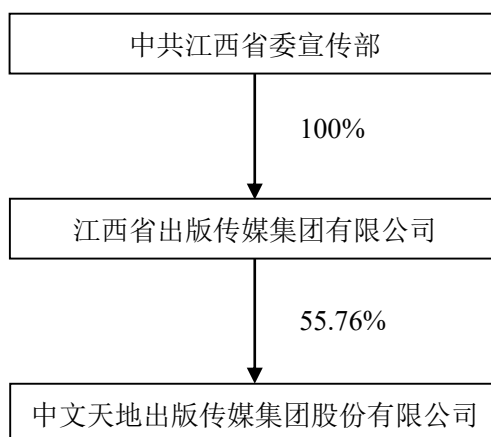 中共江西省委宣传部
100%
江西省出版传媒集团有限公司
55.76%
中文天地出版传媒集团股份有限公司